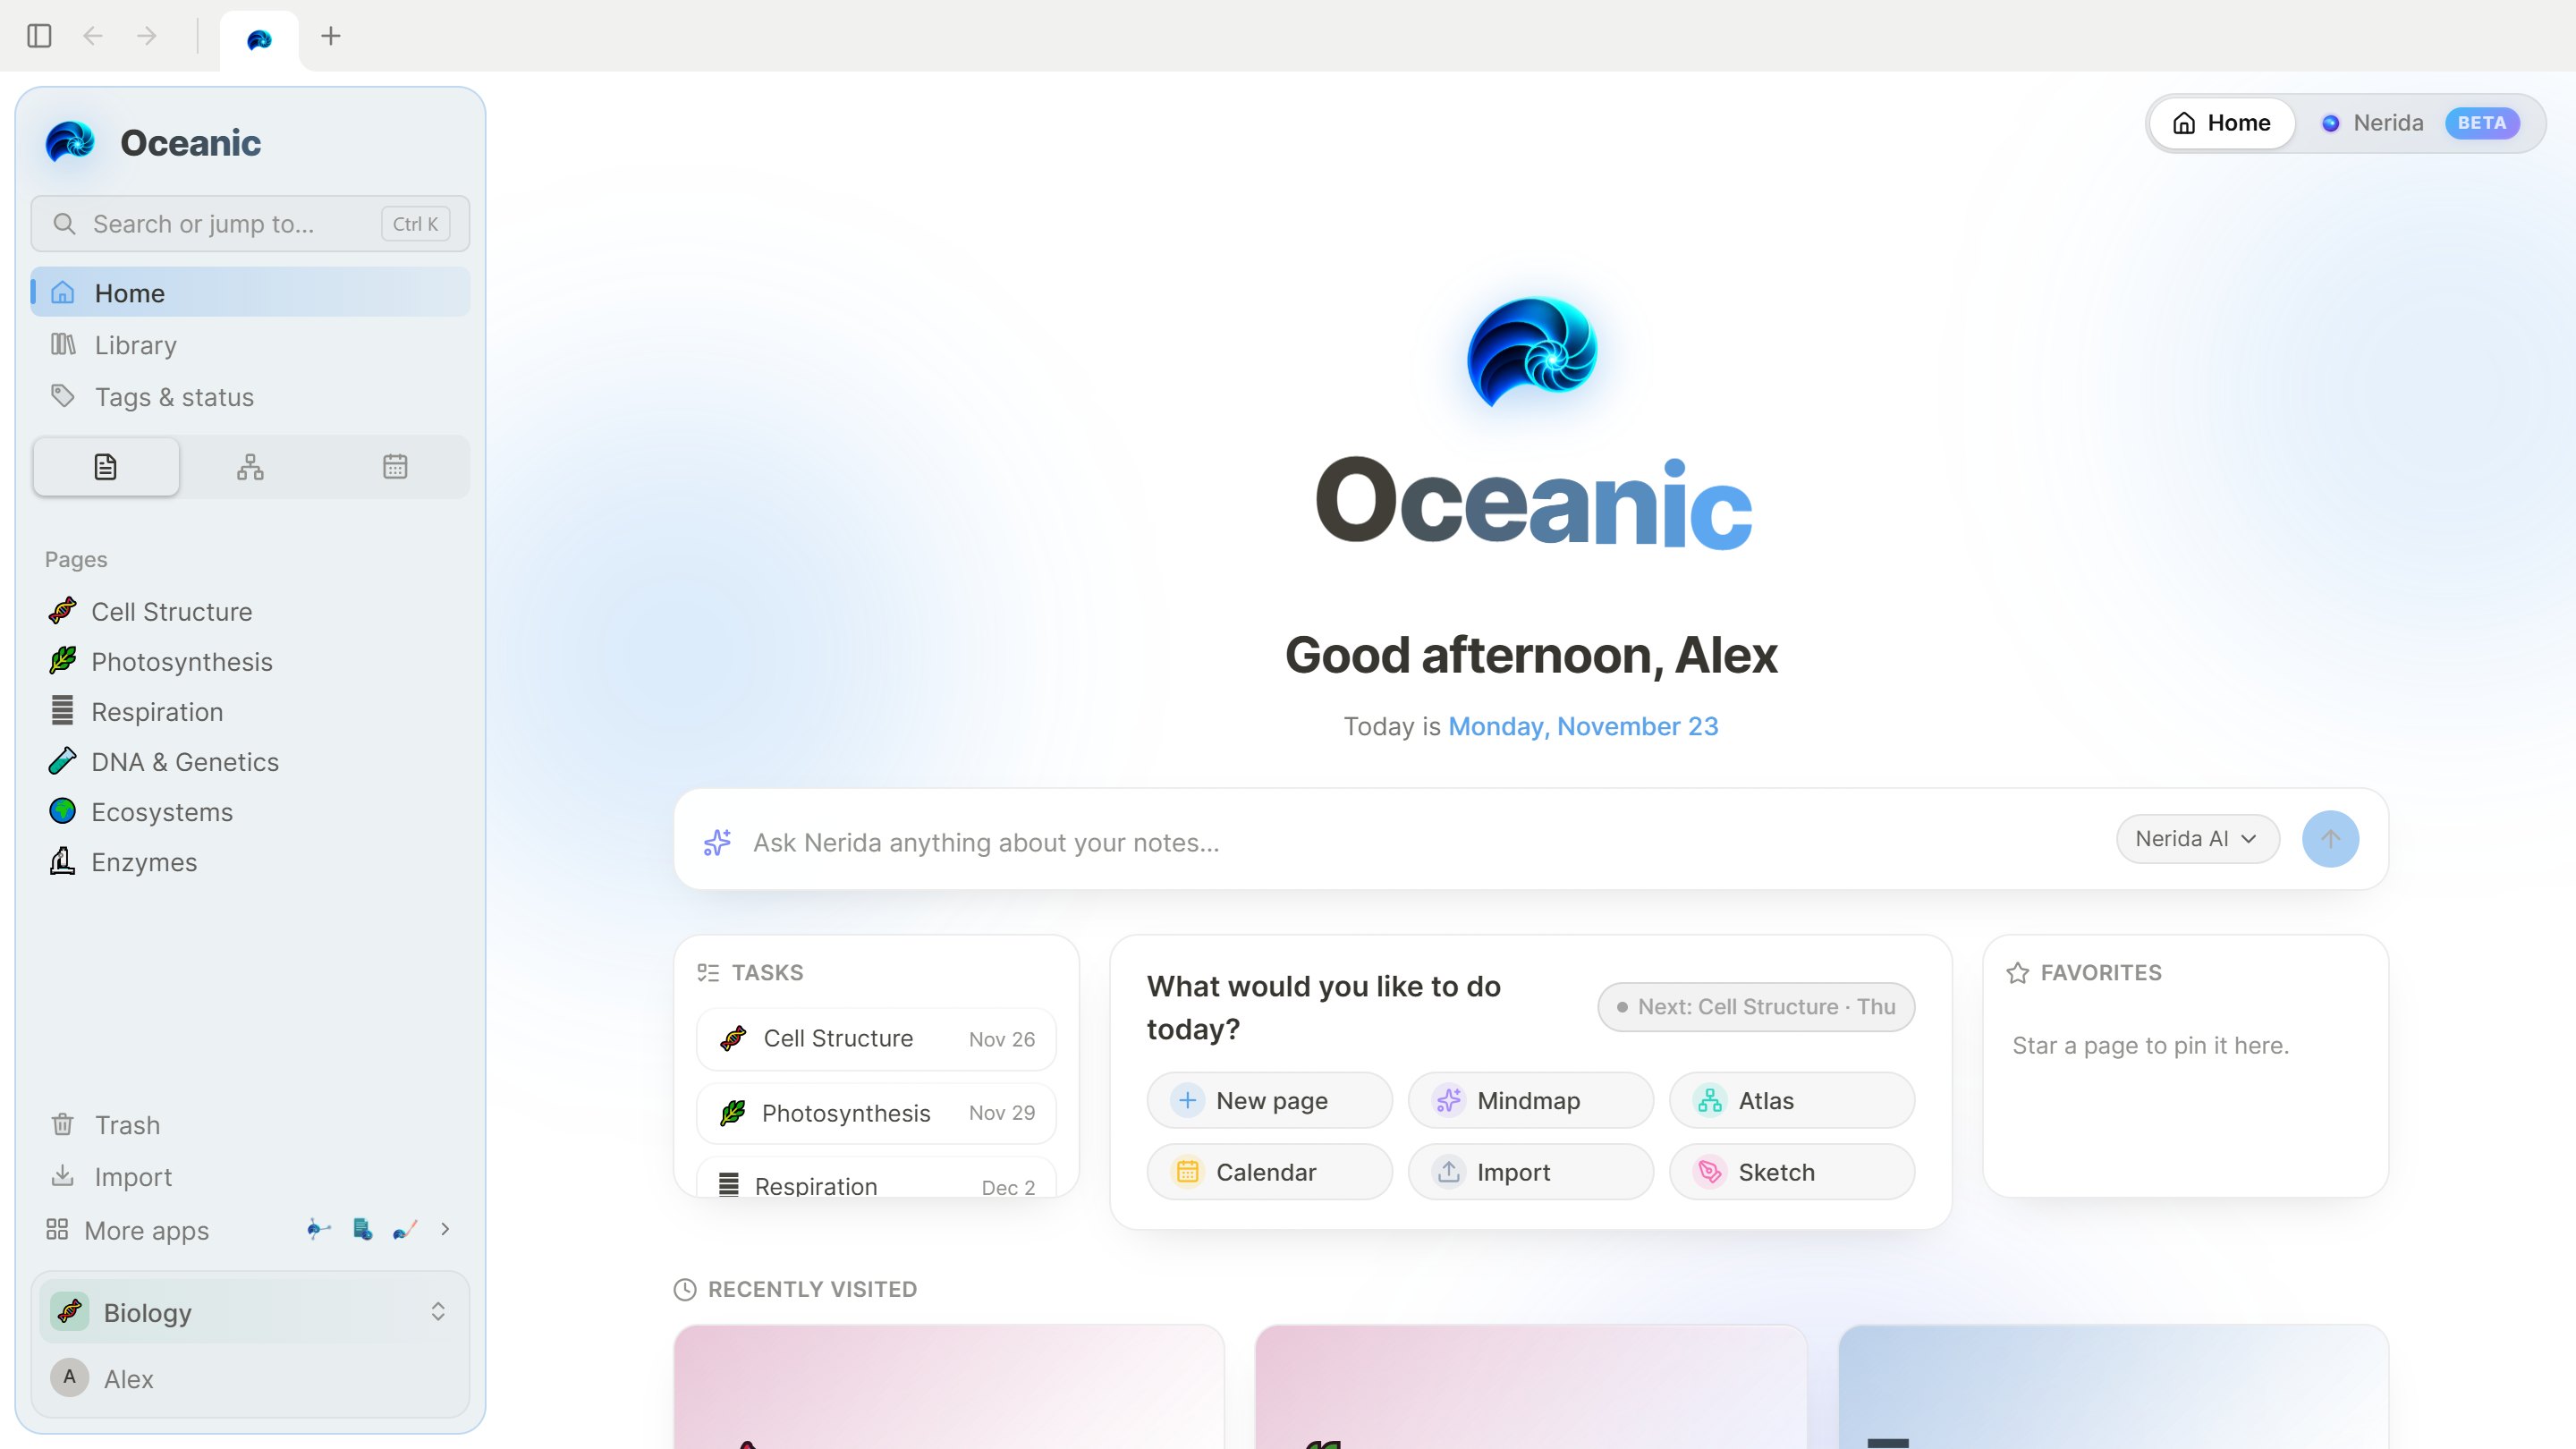 Oceanic
Search or jump to...
Ctrl K
Home
Library
Tags & status
Pages
Cell Structure
Photosynthesis
Respiration
DNA & Genetics
Ecosystems
Enzymes
Trash
Import
More apps
Biology
A
Alex
Home
Nerida
BETA
Oceanic
Good afternoon, Alex
Today is Monday, November 23
Ask Nerida anything about your notes...
Nerida AI
TASKS
Cell Structure Nov 26
Photosynthesis Nov 29
Respiration Dec 2
What would you like to do
today?
Next: Cell Structure · Thu
New page
Mindmap
Atlas
Calendar
Import
Sketch
FAVORITES
Star a page to pin it here.
RECENTLY VISITED